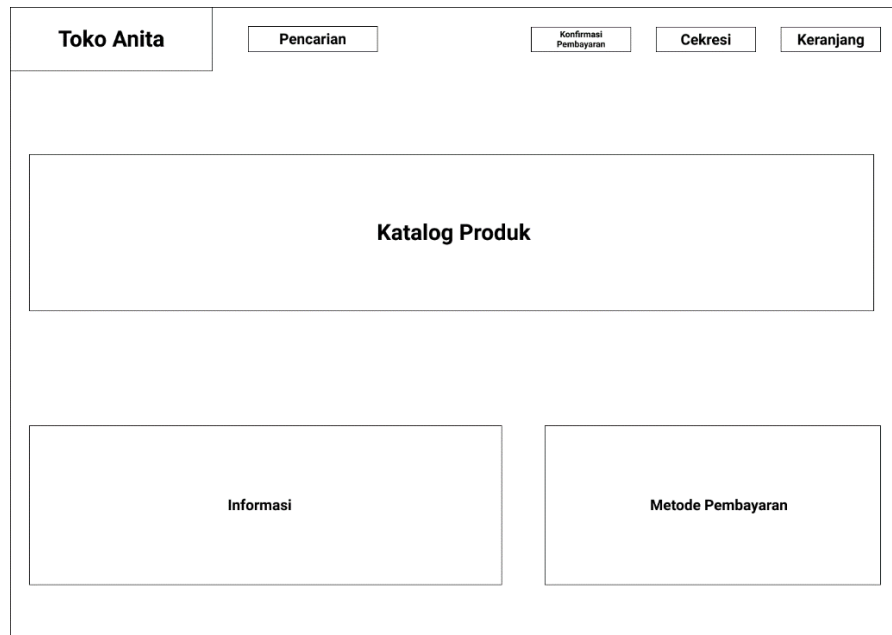 Toko Anita
Pencarian
Konfirmasi
Pembayaran
Cekresi
Keranjang
Katalog Produk
Informasi
Metode Pembayaran